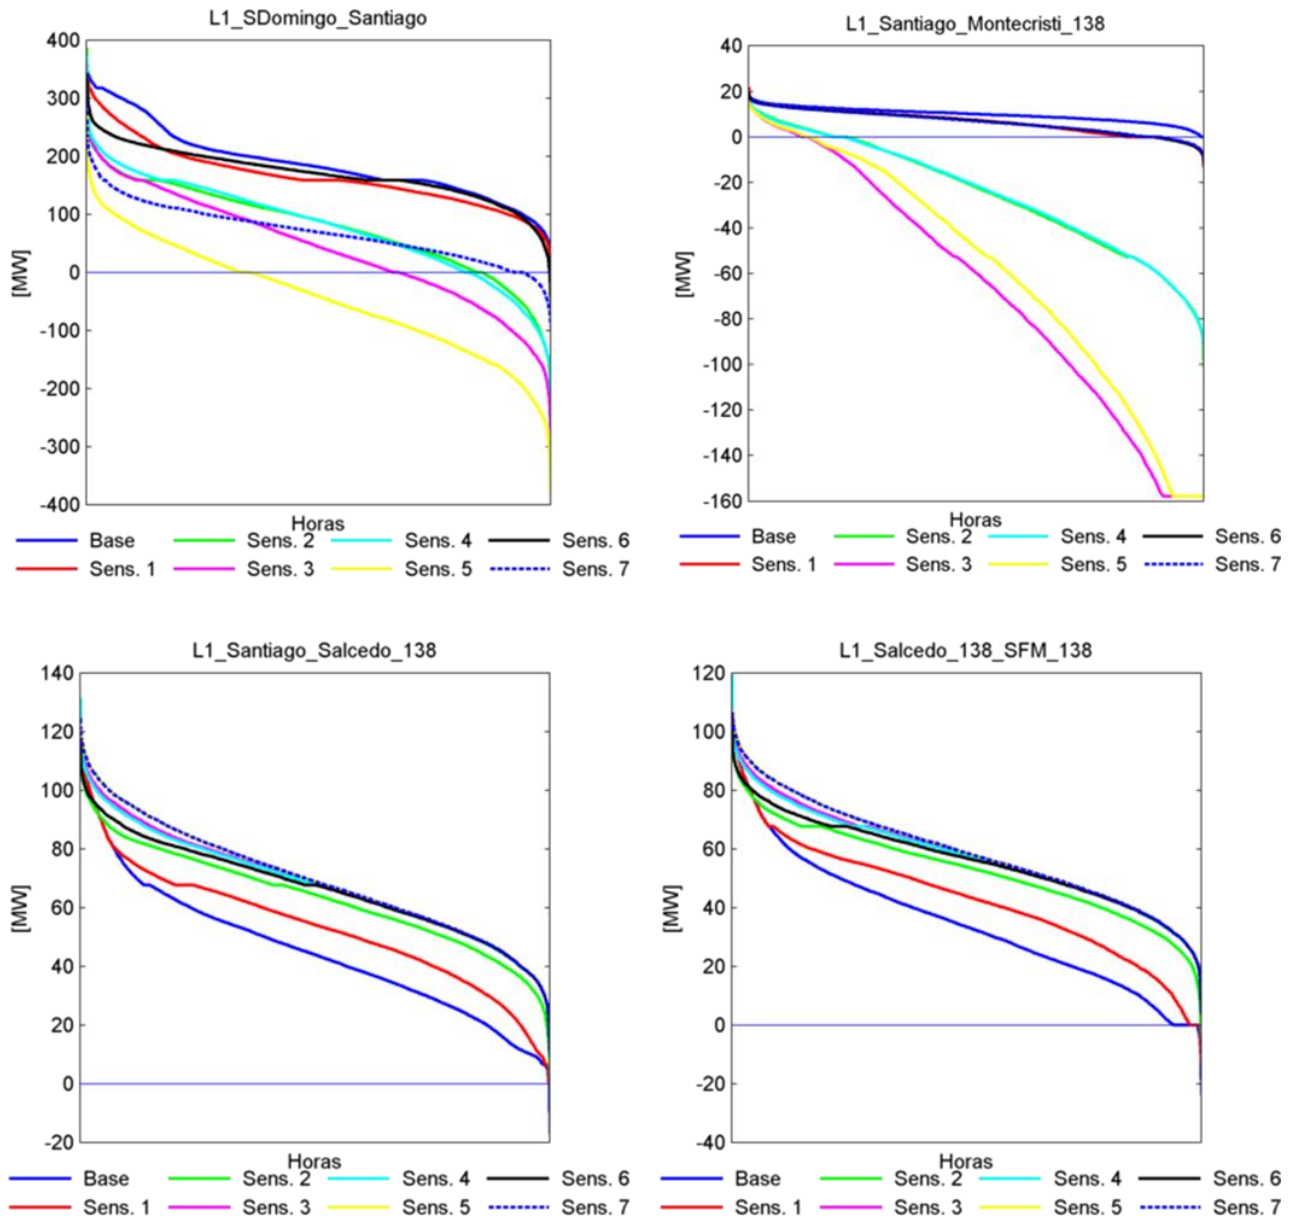 L1_SDomingo_Santiago
400
300
200
100
0
-100
-200
-300
-400
[MW]
Horas
Base Sens. 2 Sens. 4 Sens. 6
Sens. 1 Sens. 3 Sens. 5 Sens. 7
L1_Santiago_Montecristi_138
40
20
0
-20
-40
-60
-80
-100
-120
-140
-160
[MW]
Horas
Base Sens. 2 Sens. 4 Sens. 6
Sens. 1 Sens. 3 Sens. 5 Sens. 7
L1_Santiago_Salcedo_138
140
120
100
80
60
40
20
0
-20
[MW]
Horas
Base Sens. 2 Sens. 4 Sens. 6
Sens. 1 Sens. 3 Sens. 5 Sens. 7
L1_Salcedo_138_SFM_138
120
100
80
60
40
20
0
-20
-40
[MW]
Horas
Base Sens. 2 Sens. 4 Sens. 6
Sens. 1 Sens. 3 Sens. 5 Sens. 7